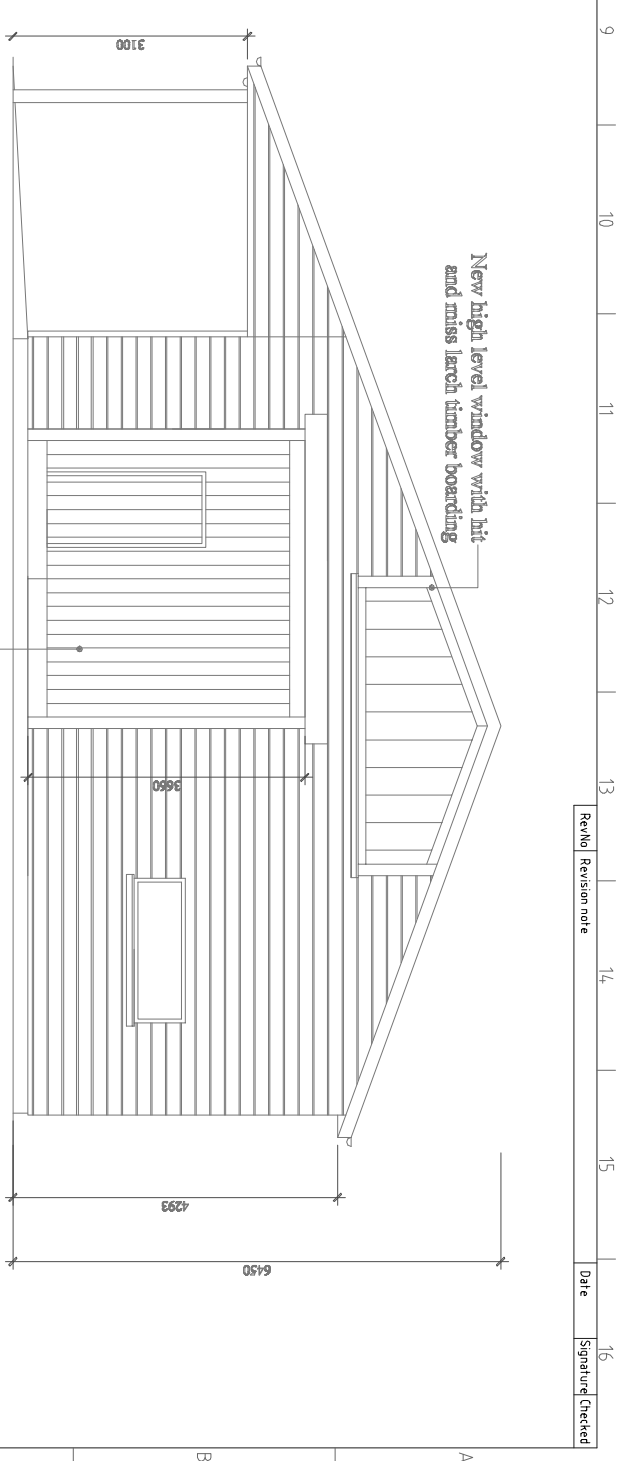 9
10
11
12
13
14
15
16
RevNo Revision note Date Signature Checked
A
B
New high level window with hit
and miss larch timber boarding
3100
3660
4293
6450